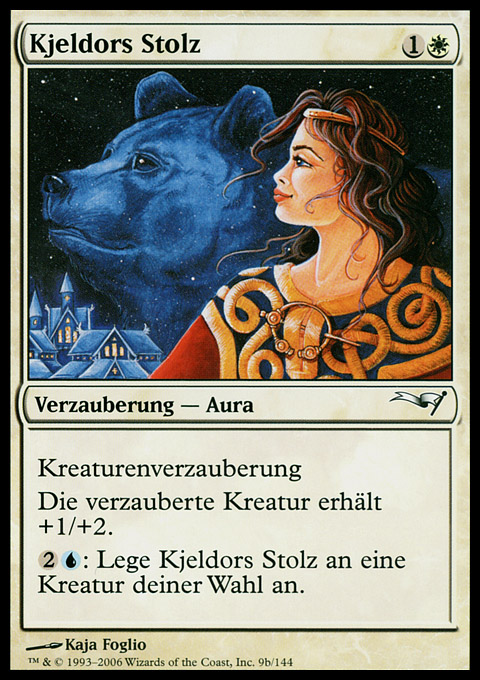 Kjeldors Stolz 1
Verzauberung — Aura
Kreaturenverzauberung
Die verzauberte Kreatur erhält
+1/+2.
2 : Lege Kjeldors Stolz an eine
Kreatur deiner Wahl an.
Kaja Foglio
™ & © 1993–2006 Wizards of the Coast, Inc. 9b/144